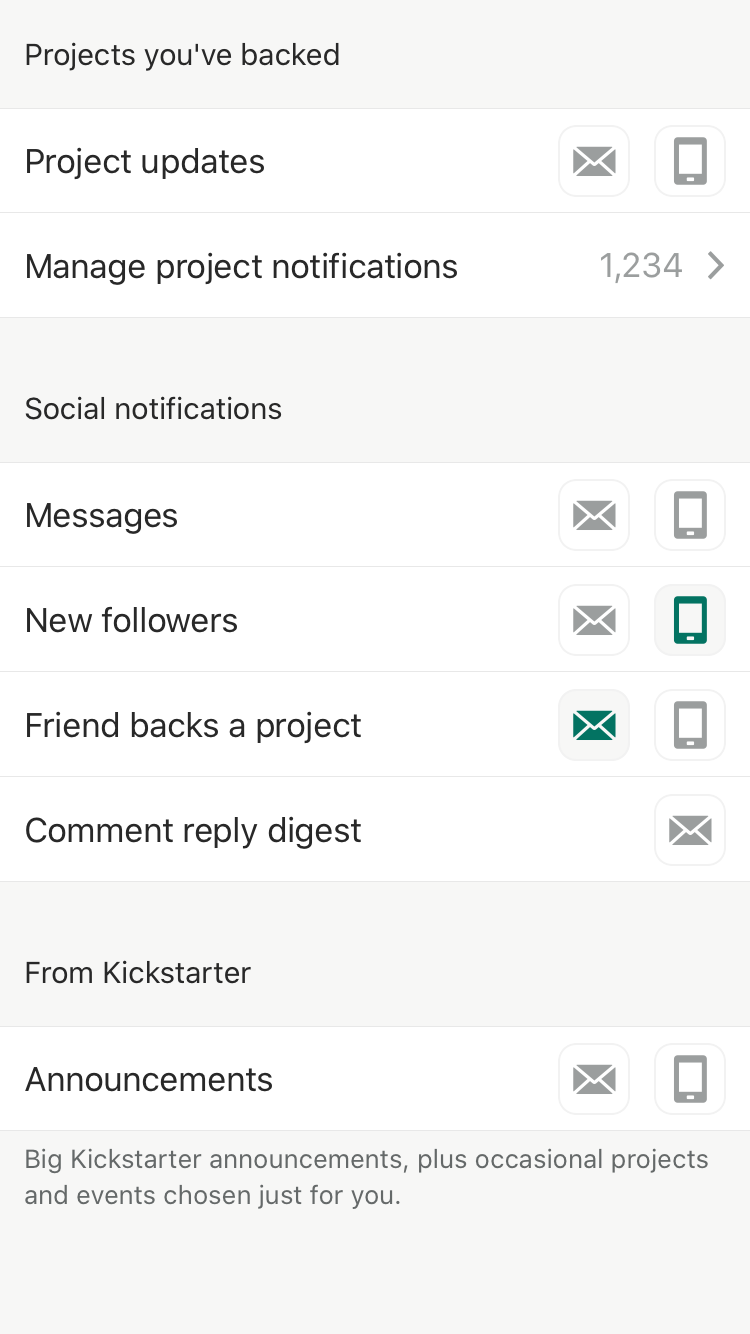 Projects you've backed
Project updates
Manage project notifications 1,234
Social notifications
Messages
New followers
Friend backs a project
Comment reply digest
From Kickstarter
Announcements
Big Kickstarter announcements, plus occasional projects
and events chosen just for you.